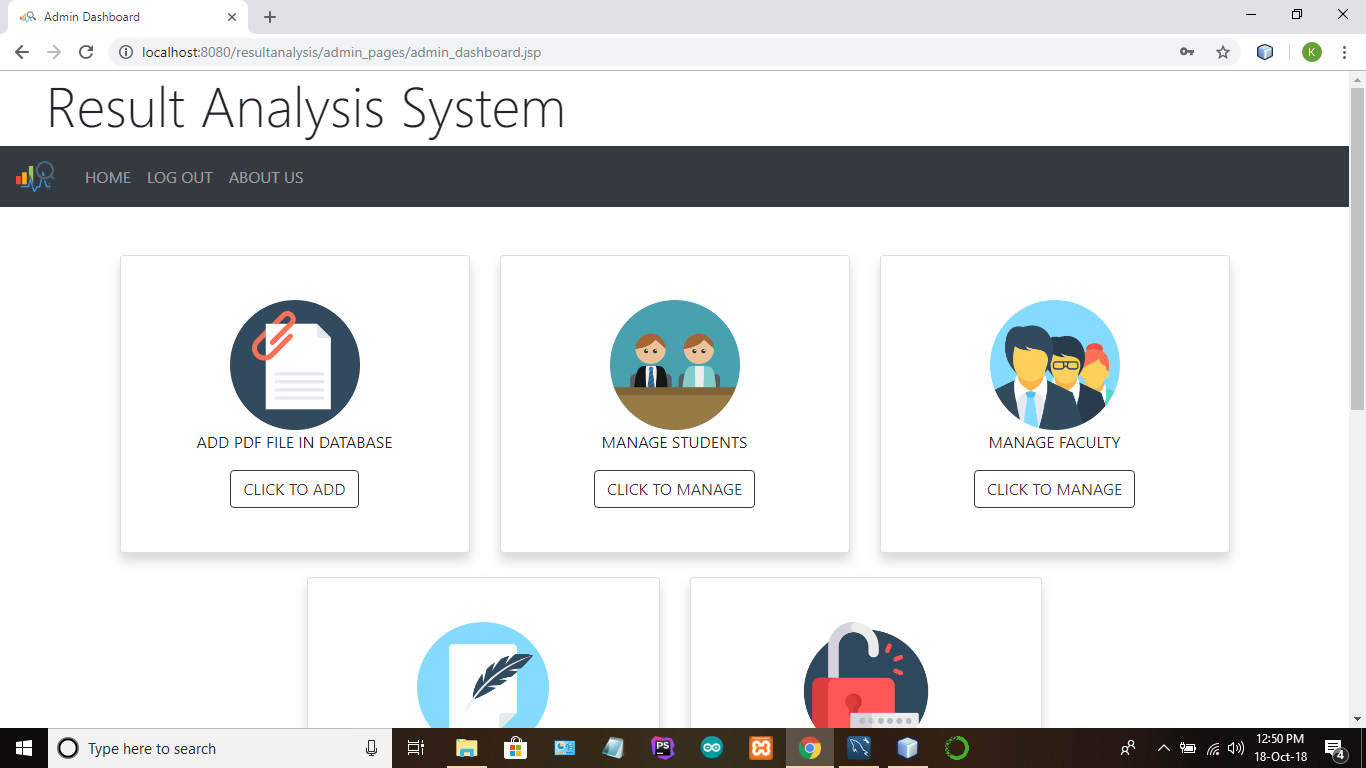 Admin Dashboard
localhost:8080/resultanalysis/admin_pages/admin_dashboard.jsp
K
Result Analysis System
HOME LOG OUT ABOUT US
ADD PDF FILE IN DATABASE
CLICK TO ADD
MANAGE STUDENTS
CLICK TO MANAGE
MANAGE FACULTY
CLICK TO MANAGE
Type here to search
PS
12:50 PM
18-Oct-18
4